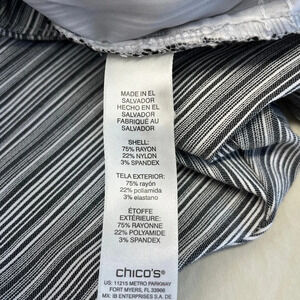 MADE IN EL
SALVADOR
HECHO EN EL
SALVADOR
FABRIQUÉ AU
SALVADOR
SHELL:
75% RAYON
22% NYLON
3% SPANDEX
TELA EXTERIOR:
75% rayón
22% poliamida
3% elastano
ÉTOFFE
EXTÉRIEURE:
75% RAYONNE
22% POLYAMIDE
3% SPANDEX
chico's®
US: 11215 METRO PARKWAY
FORT MYERS, FL 33966
MX: IB ENTERPRISES S.A. DE